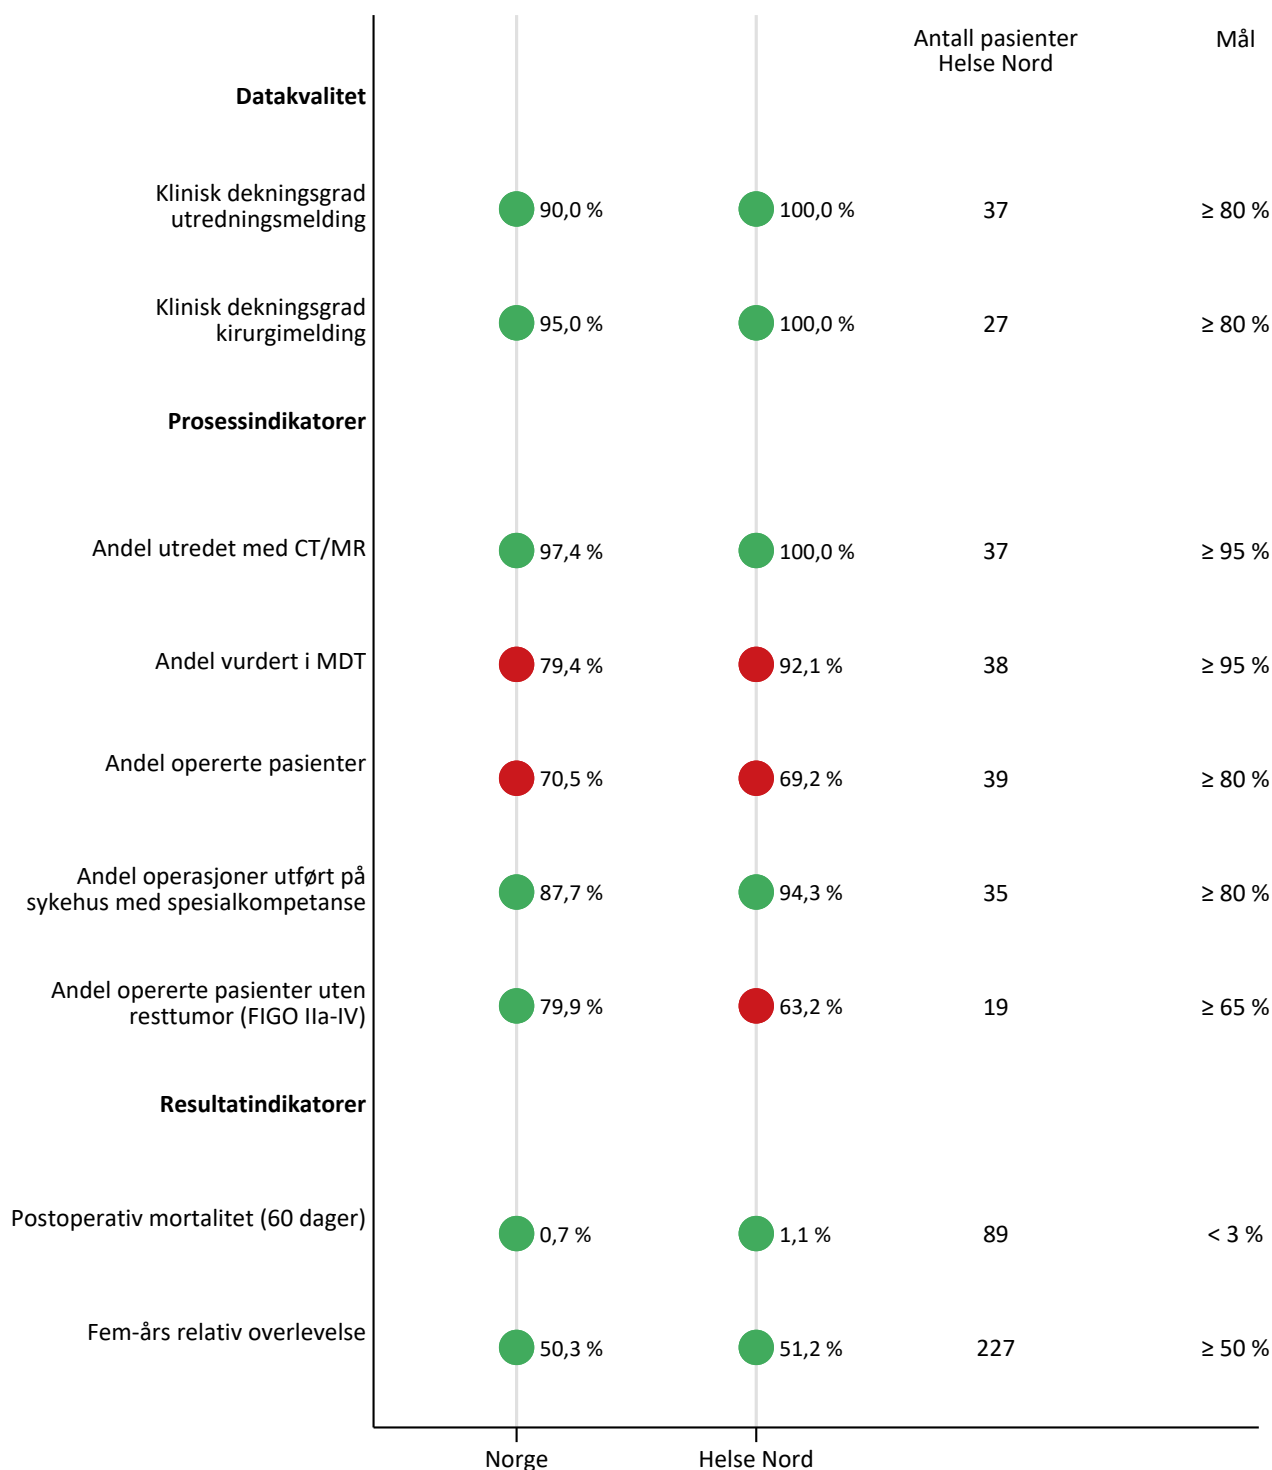 Antall pasienter
Helse Nord
Mål
Datakvalitet
Klinisk dekningsgrad
utredningsmelding
90,0 %
100,0 %
37
≥ 80 %
Klinisk dekningsgrad
kirurgimelding
95,0 %
100,0 %
27
≥ 80 %
Prosessindikatorer
Andel utredet med CT/MR
97,4 %
100,0 %
37
≥ 95 %
Andel vurdert i MDT
79,4 %
92,1 %
38
≥ 95 %
Andel opererte pasienter
70,5 %
69,2 %
39
≥ 80 %
Andel operasjoner utført på
sykehus med spesialkompetanse
87,7 %
94,3 %
35
≥ 80 %
Andel opererte pasienter uten
resttumor (FIGO IIa-IV)
79,9 %
63,2 %
19
≥ 65 %
Resultatindikatorer
Postoperativ mortalitet (60 dager)
0,7 %
1,1 %
89
< 3 %
Fem-års relativ overlevelse
50,3 %
51,2 %
227
≥ 50 %
Norge
Helse Nord